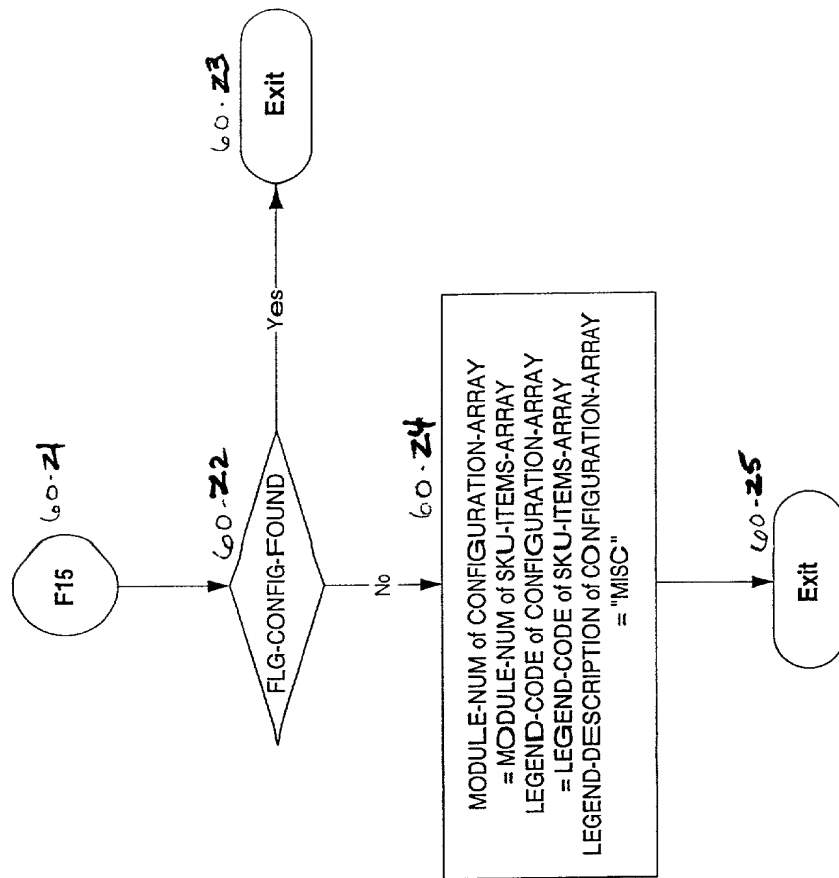 F15
60-Z1
FLG-CONFIG-FOUND
60-Z2
Yes
Exit
60-Z3
No
60-Z4
MODULE-NUM of CONFIGURATION-ARRAY
= MODULE-NUM of SKU-ITEMS-ARRAY
LEGEND-CODE of CONFIGURATION-ARRAY
= LEGEND-CODE of SKU-ITEMS-ARRAY
LEGEND-DESCRIPTION of CONFIGURATION-ARRAY
= "MISC"
60-Z5
Exit